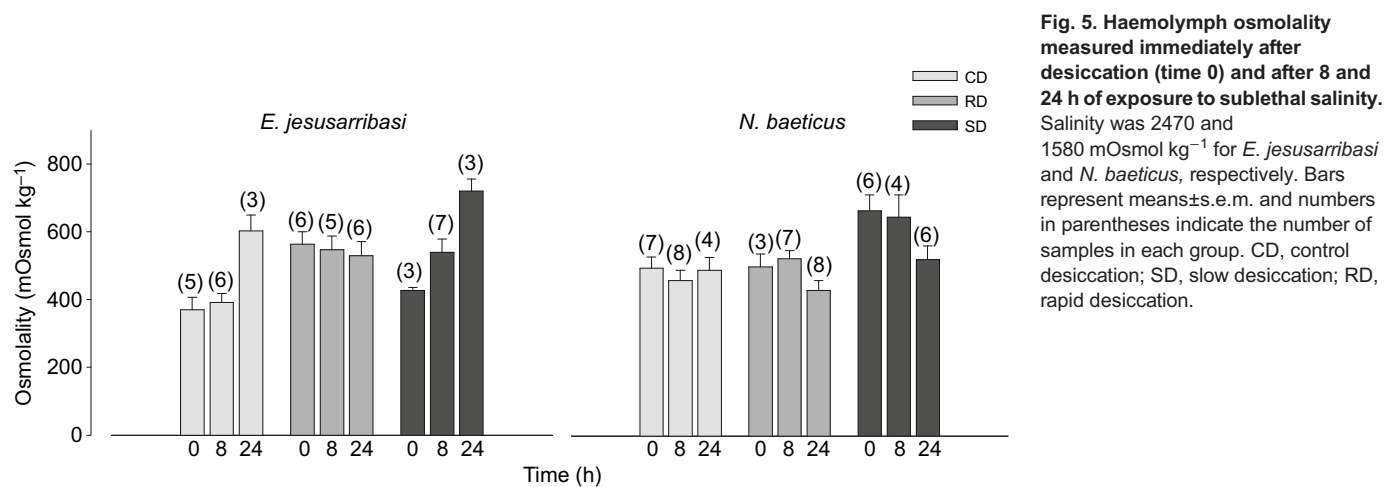 E. jesusarribasi
N. baeticus
CD
RD
SD
Osmolality (mOsmol kg⁻¹)
800
600
400
200
0
(5) (6) (3) (6) (5) (6) (3) (7) (3)
(7) (8) (4) (3) (7) (8) (6) (4) (6)
0 8 24 0 8 24 0 8 24
0 8 24 0 8 24 0 8 24
Time (h)
Fig. 5. Haemolymph osmolality
measured immediately after
desiccation (time 0) and after 8 and
24 h of exposure to sublethal salinity.
Salinity was 2470 and
1580 mOsmol kg⁻¹ for E. jesusarribasi
and N. baeticus, respectively. Bars
represent means±s.e.m. and numbers
in parentheses indicate the number of
samples in each group. CD, control
desiccation; SD, slow desiccation; RD,
rapid desiccation.